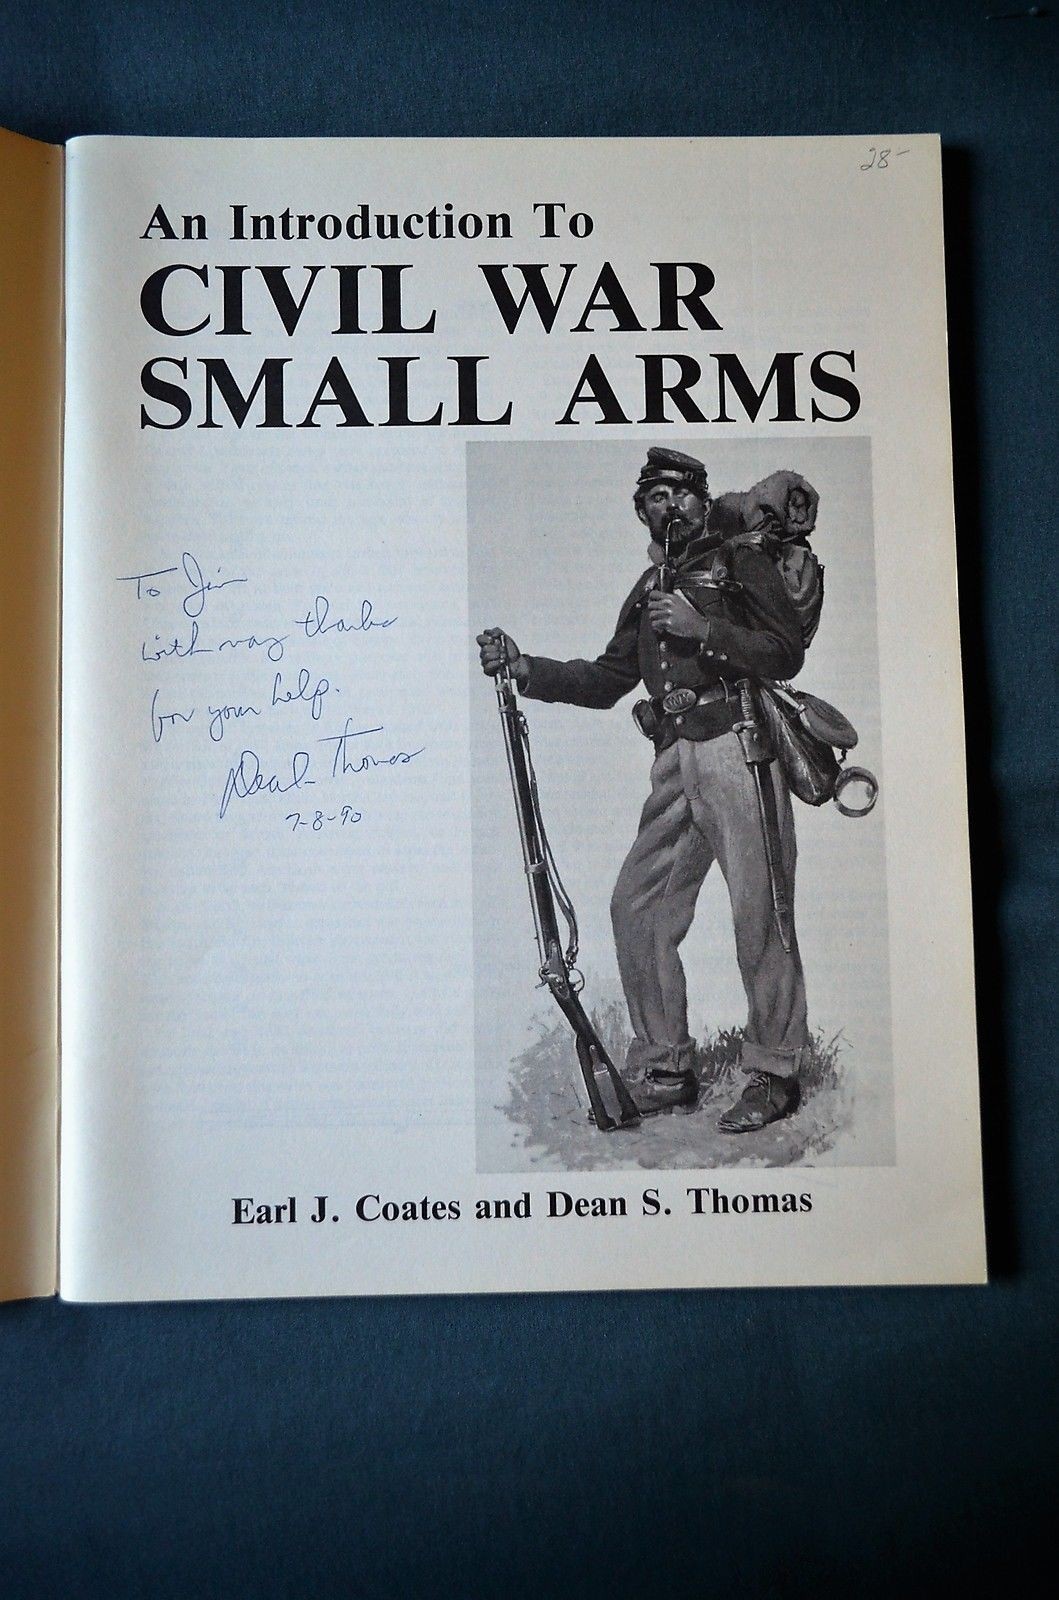 28-
An Introduction To
CIVIL WAR
SMALL ARMS
To Jim
with many thanks
for your help.
Dean Thomas
7-8-90
Earl J. Coates and Dean S. Thomas